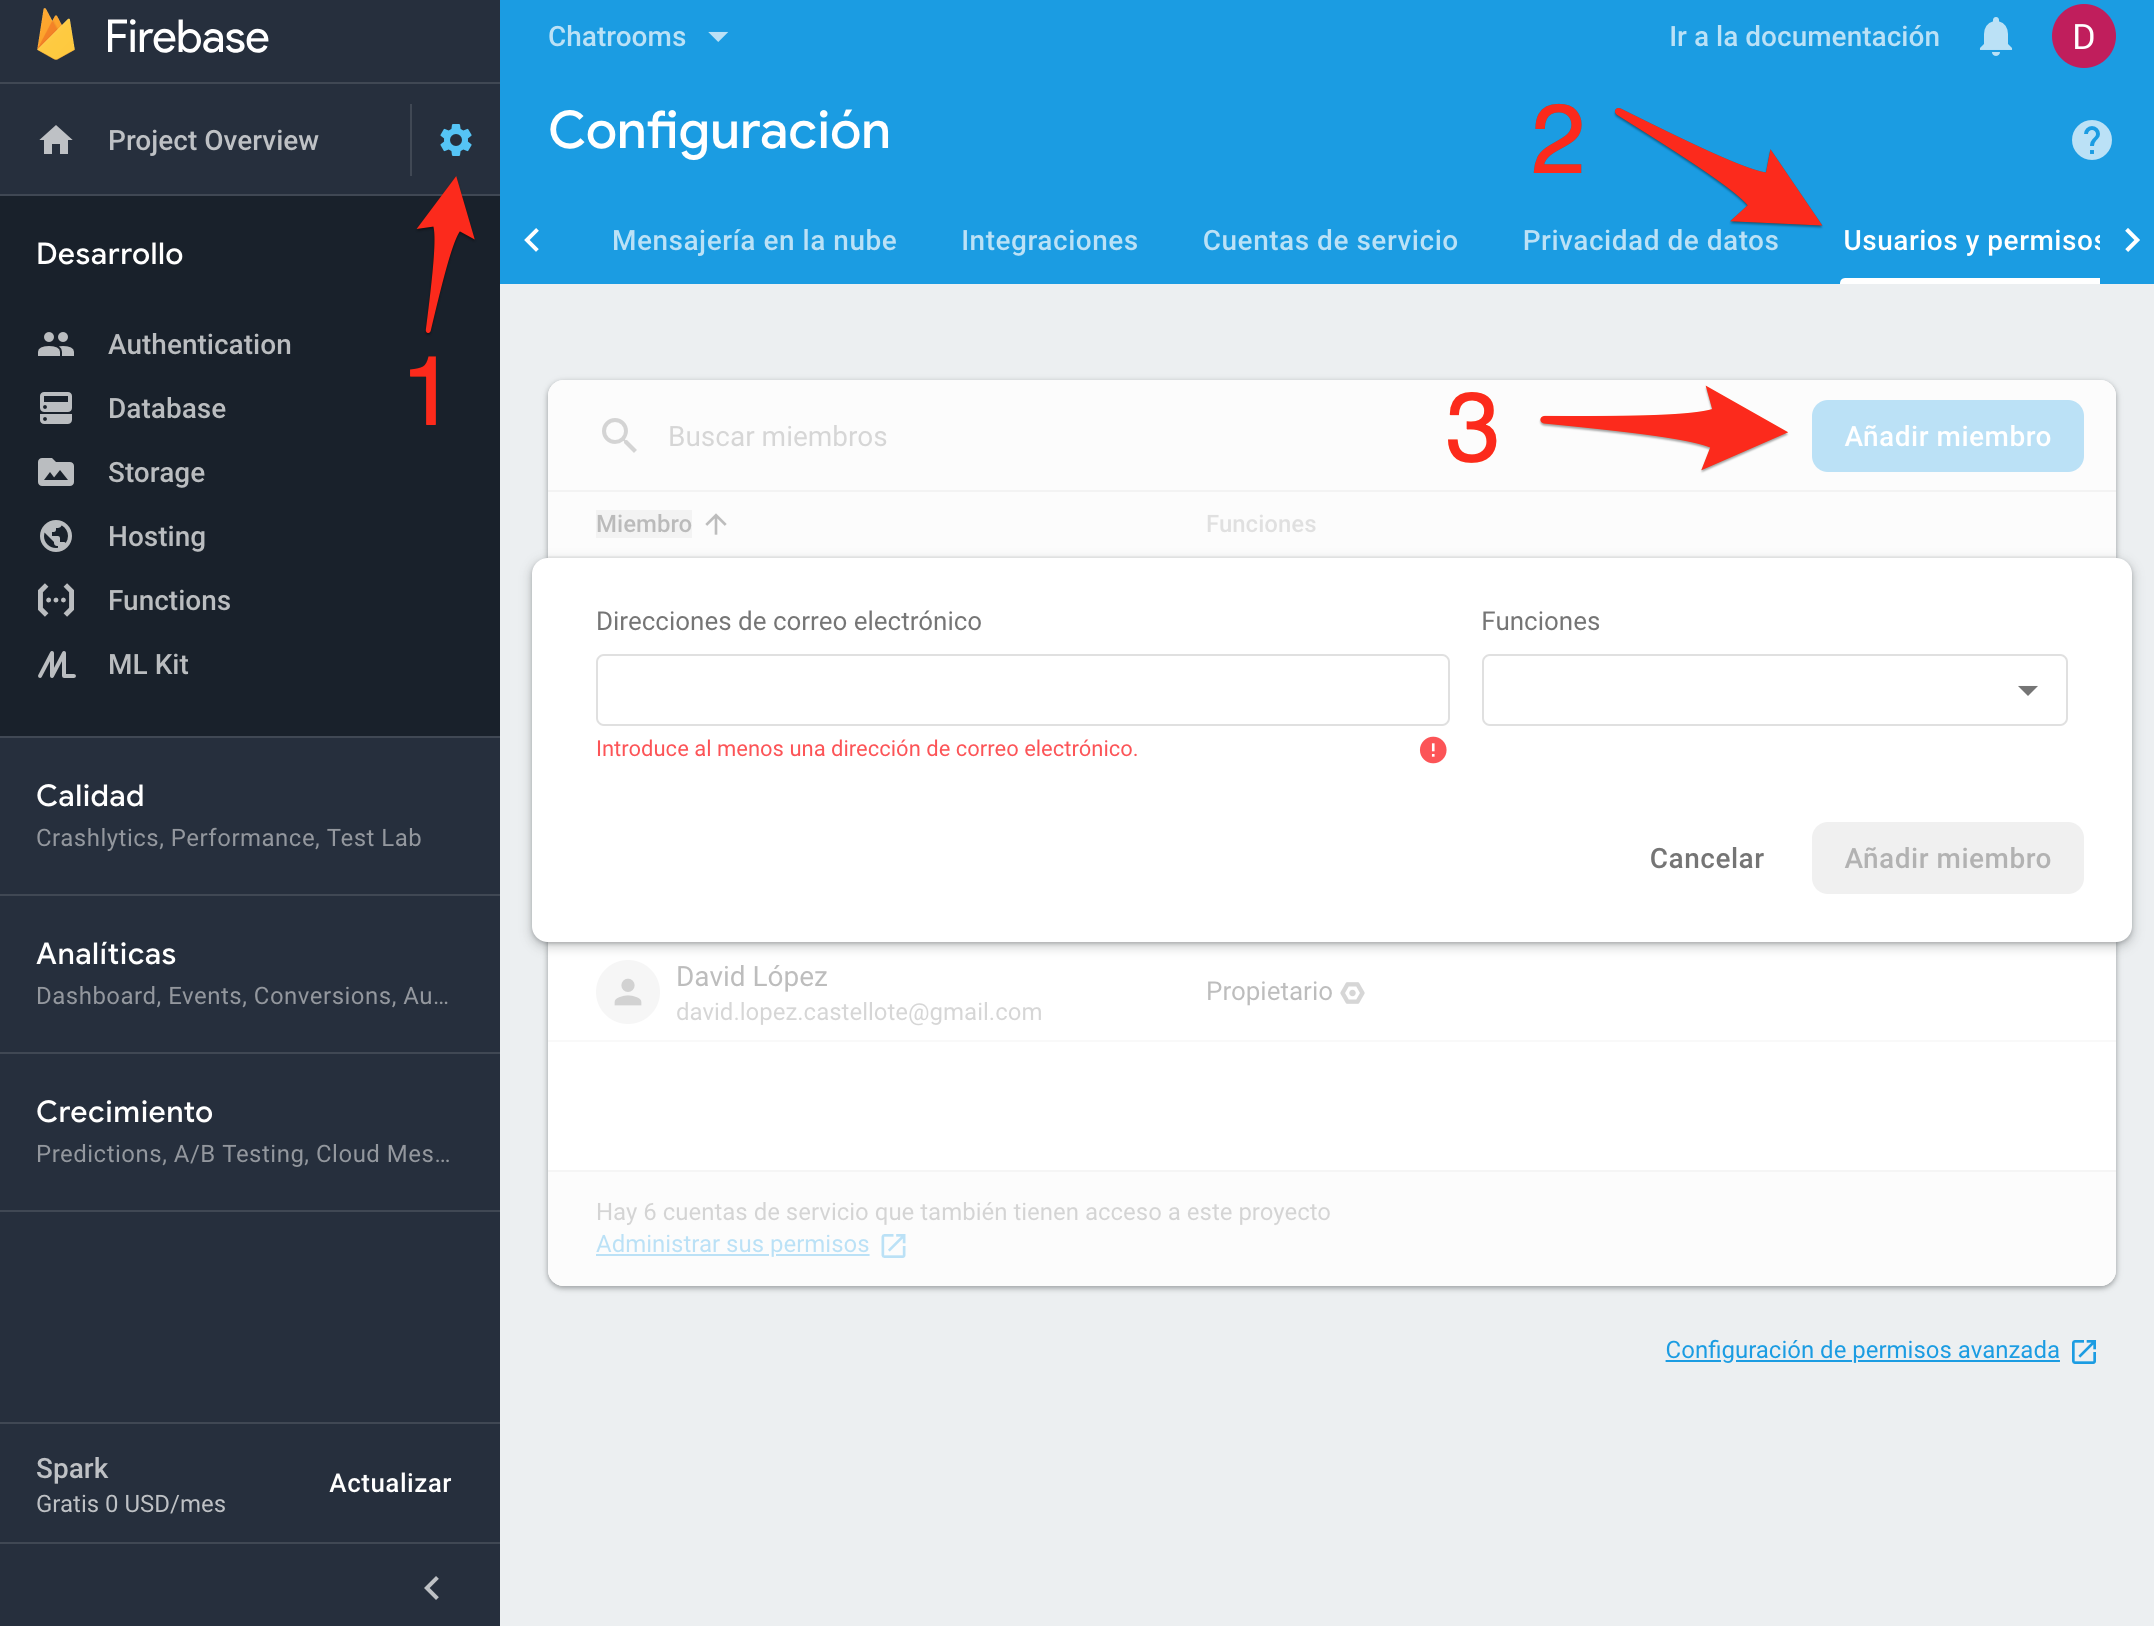 Firebase
Project Overview
1
Desarrollo
Authentication
Database
Storage
Hosting
Functions
ML Kit
Calidad
Crashlytics, Performance, Test Lab
Analíticas
Dashboard, Events, Conversions, Au...
Crecimiento
Predictions, A/B Testing, Cloud Mes...
Spark
Gratis 0 USD/mes
Actualizar
Chatrooms
Ir a la documentación
D
Configuración
2
?
Mensajería en la nube
Integraciones
Cuentas de servicio
Privacidad de datos
Usuarios y permisos
Buscar miembros
3
Añadir miembro
Miembro
Funciones
Direcciones de correo electrónico
Funciones
Introduce al menos una dirección de correo electrónico.
Cancelar
Añadir miembro
David López
david.lopez.castellote@gmail.com
Propietario
Hay 6 cuentas de servicio que también tienen acceso a este proyecto
Administrar sus permisos
Configuración de permisos avanzada